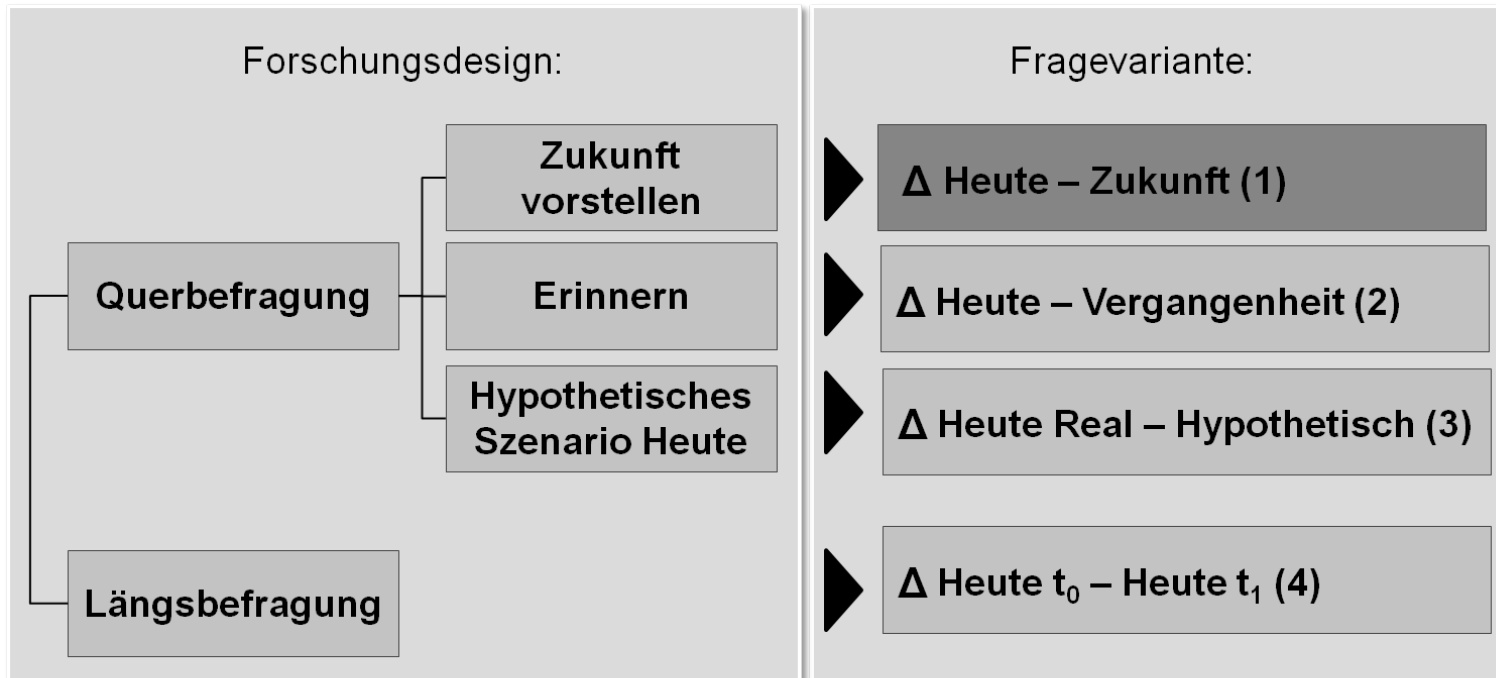 Forschungsdesign:
Zukunft
vorstellen
Querbefragung
Erinnern
Hypothetisches
Szenario Heute
Längsbefragung
Fragevariante:
Δ Heute – Zukunft (1)
Δ Heute – Vergangenheit (2)
Δ Heute Real – Hypothetisch (3)
Δ Heute t₀ – Heute t₁ (4)